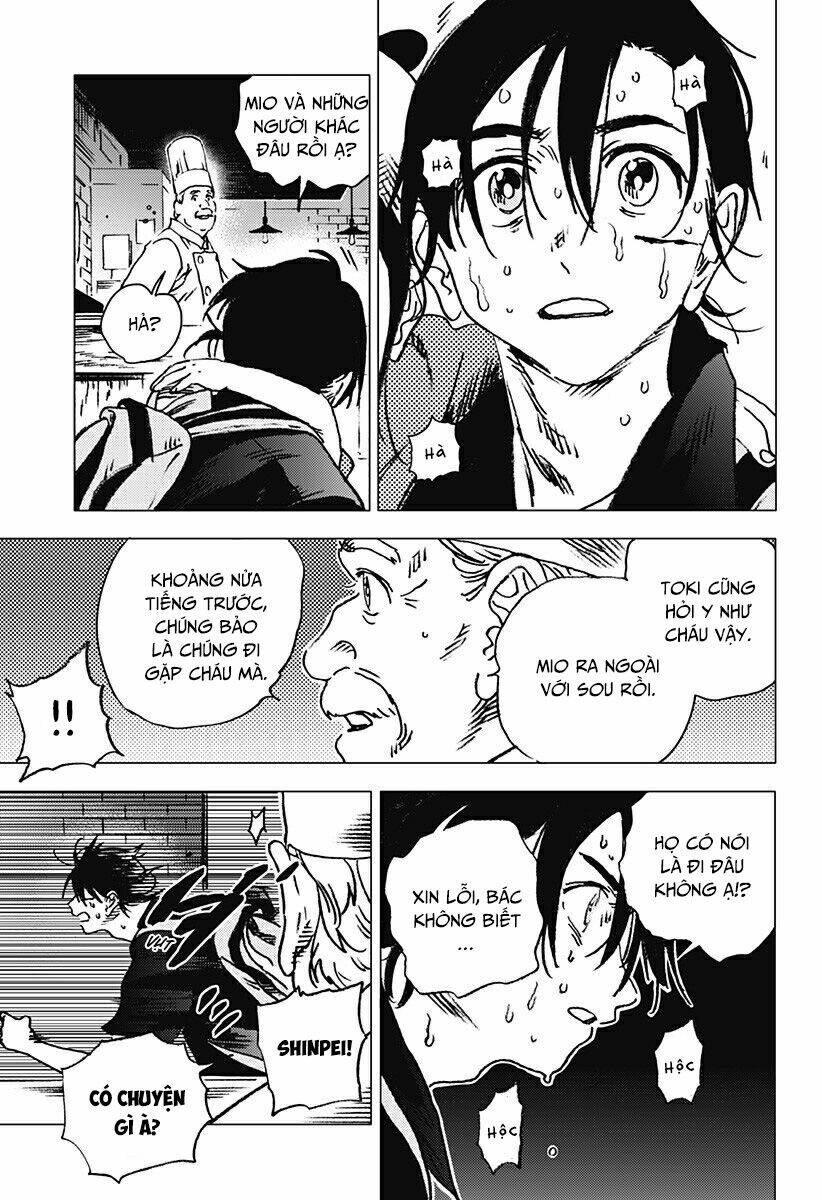 Hà
Hà
Hà
MIO VÀ NHỮNG
NGƯỜI KHÁC
ĐÂU RỒI Ạ?
HẢ?
TOKI CŨNG
HỎI Y NHƯ
CHÁU VẬY.
MIO RA NGOÀI
VỚI SOU RỒI.
KHOẢNG NỬA
TIẾNG TRƯỚC,
CHÚNG BẢO
LÀ CHÚNG ĐI
GẶP CHÁU MÀ.
!!
HỌ CÓ NÓI
LÀ ĐI ĐÂU
KHÔNG Ạ!?
XIN LỖI, BÁC
KHÔNG BIẾT
...
HỘC
HỘC
VỤT
SHINPEI!
CÓ CHUYỆN
GÌ À?